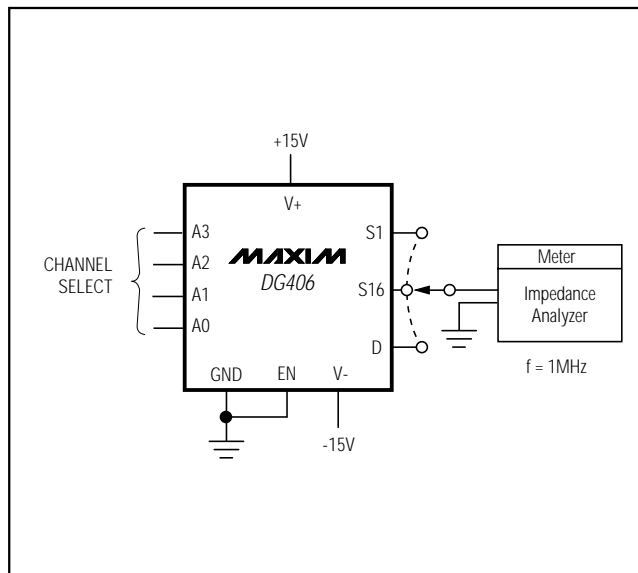 +15V
V+
A3
A2
A1
A0
CHANNEL
SELECT
MAXIM
DG406
S1
S16
D
GND
EN
V-
-15V
Meter
Impedance
Analyzer
f = 1MHz